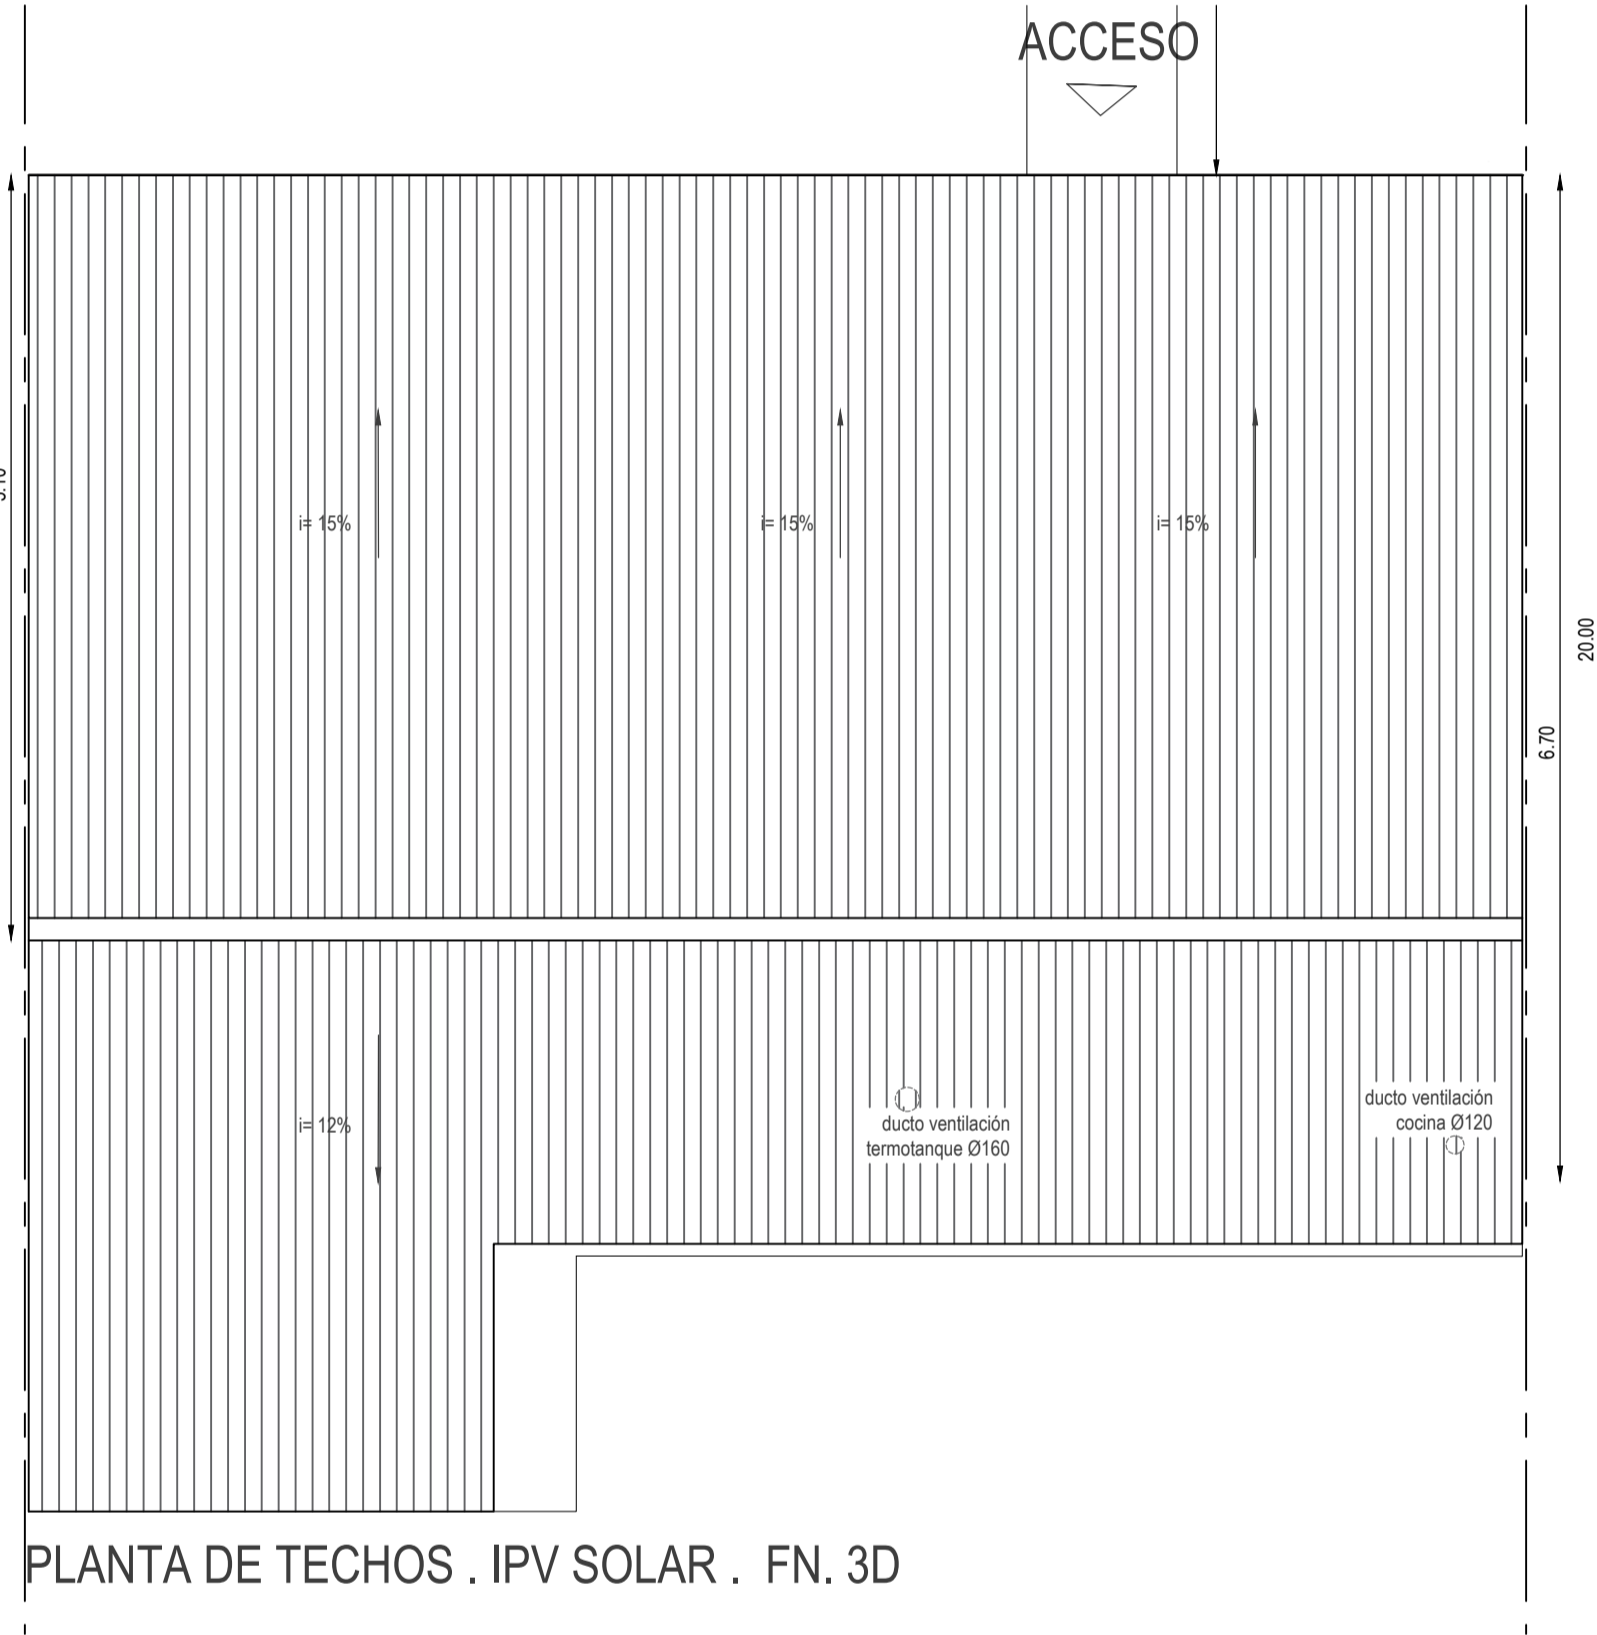 ACCESO
i= 15%
i= 15%
i= 15%
20.00
6.70
ducto ventilación
cocina Ø120
ducto ventilación
termotanque Ø160
i= 12%
PLANTA DE TECHOS . IPV SOLAR . FN. 3D